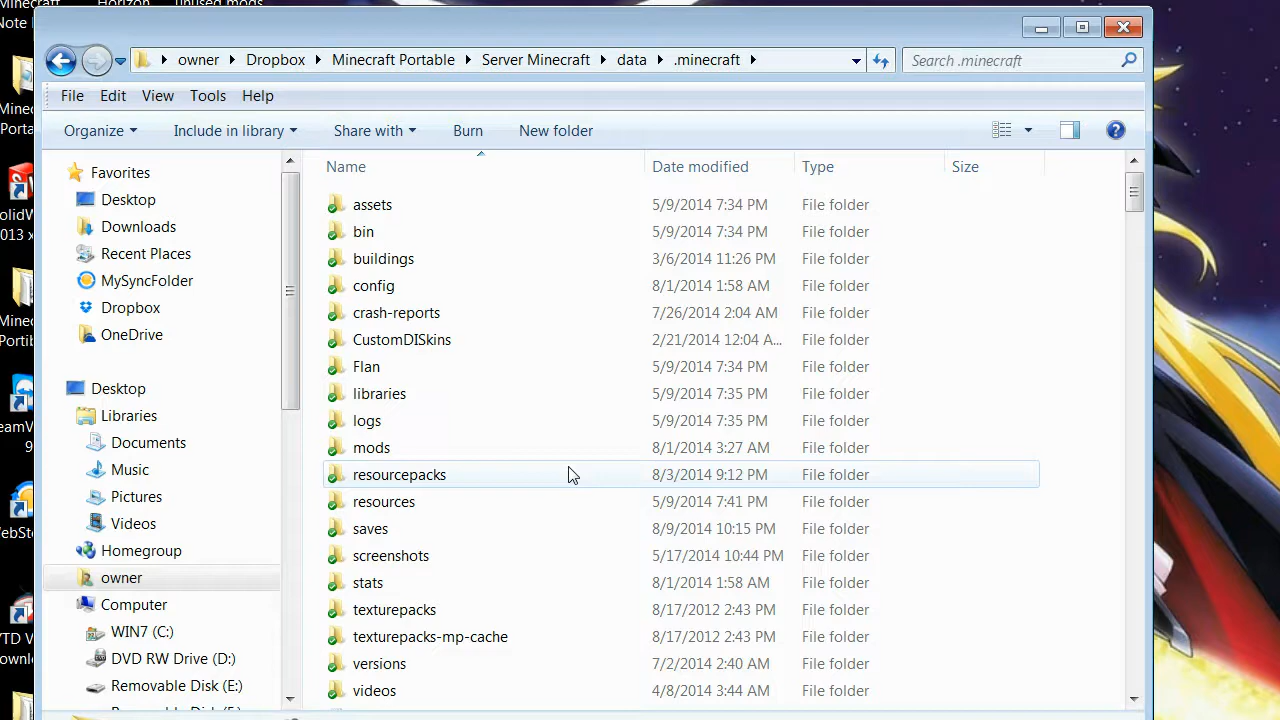 Minecraft Horizon unused mods
Note
owner Dropbox Minecraft Portable Server Minecraft data .minecraft Search .minecraft
File Edit View Tools Help
Organize Include in library Share with Burn New folder
Name Date modified Type Size
Favorites
Desktop
Downloads
Recent Places
MySyncFolder
Dropbox
OneDrive
Desktop
Libraries
Documents
Music
Pictures
Videos
Homegroup
owner
Computer
WIN7 (C:)
DVD RW Drive (D:)
Removable Disk (E:)
assets 5/9/2014 7:34 PM File folder
bin 5/9/2014 7:34 PM File folder
buildings 3/6/2014 11:26 PM File folder
config 8/1/2014 1:58 AM File folder
crash-reports 7/26/2014 2:04 AM File folder
CustomDISkins 2/21/2014 12:04 A... File folder
Flan 5/9/2014 7:34 PM File folder
libraries 5/9/2014 7:35 PM File folder
logs 5/9/2014 7:35 PM File folder
mods 8/1/2014 3:27 AM File folder
resourcepacks 8/3/2014 9:12 PM File folder
resources 5/9/2014 7:41 PM File folder
saves 8/9/2014 10:15 PM File folder
screenshots 5/17/2014 10:44 PM File folder
stats 8/1/2014 1:58 AM File folder
texturepacks 8/17/2012 2:43 PM File folder
texturepacks-mp-cache 8/17/2012 2:43 PM File folder
versions 7/2/2014 2:40 AM File folder
videos 4/8/2014 3:44 AM File folder